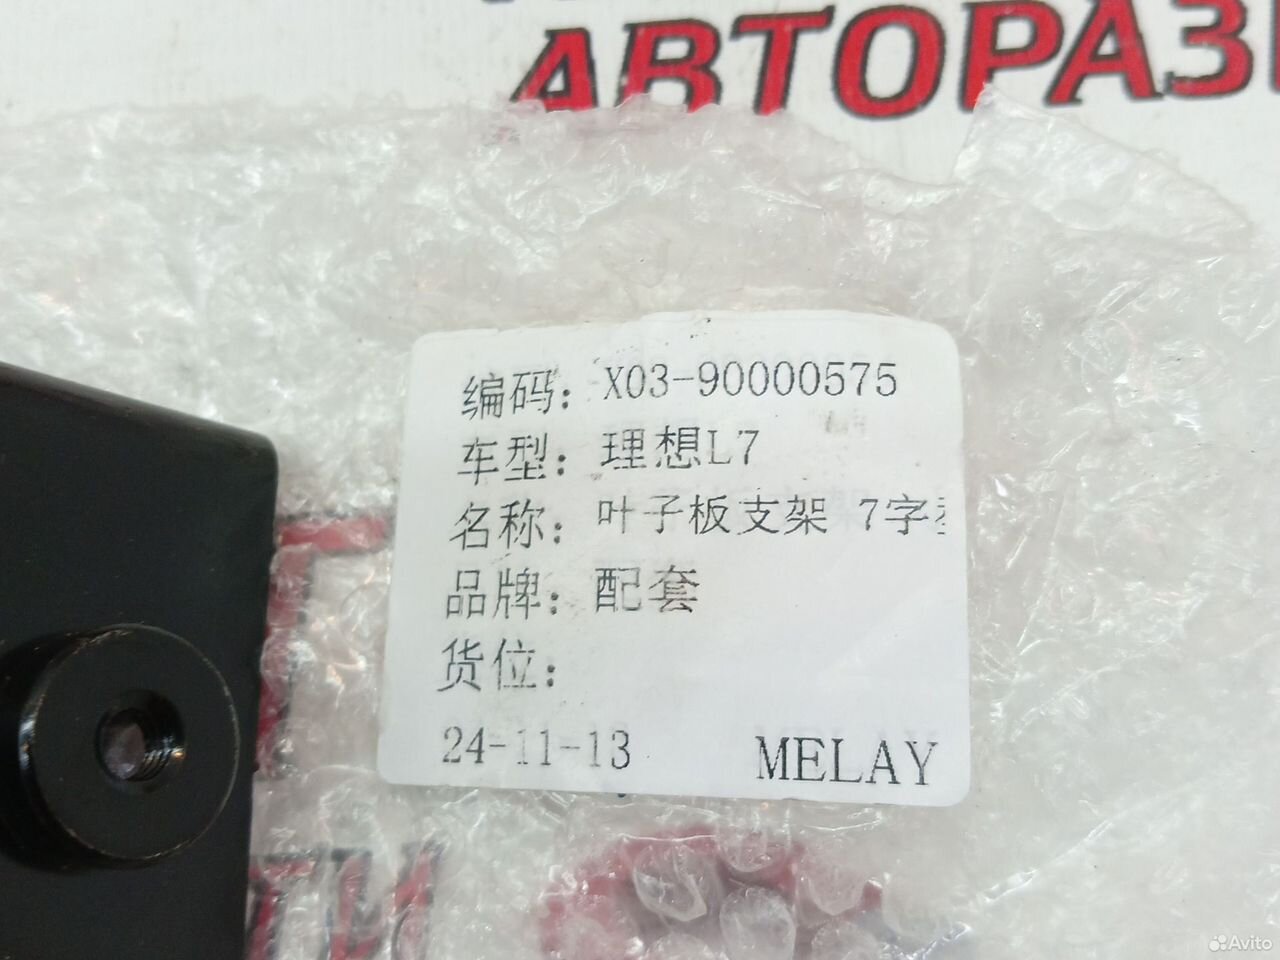 АВТОРАЗ
编码: X03-90000575
车型: 理想L7
名称: 叶子板支架 7字
品牌: 配套
货位:
24-11-13 MELAY
Avito